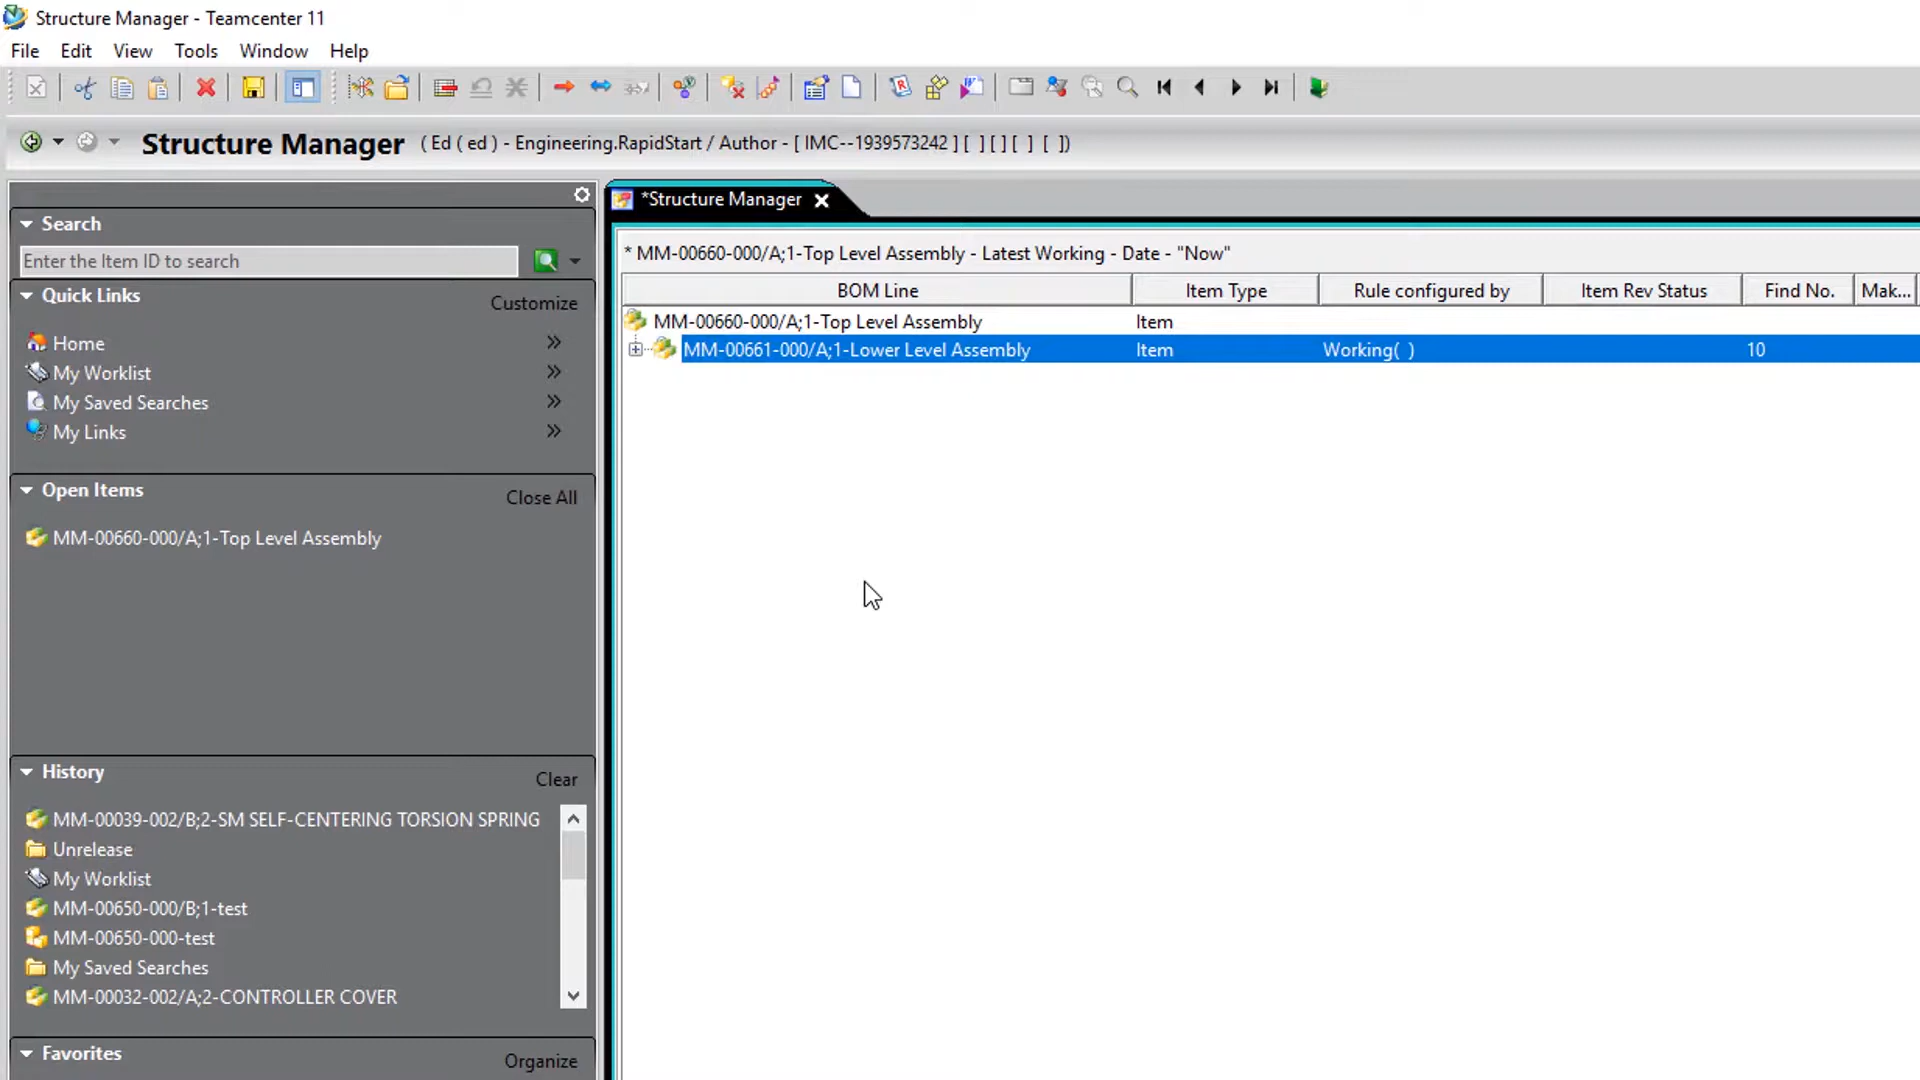 Structure Manager - Teamcenter 11
File Edit View Tools Window Help
Structure Manager ( Ed ( ed ) - Engineering.RapidStart / Author - [ IMC--1939573242 ] [ ] [ ] [ ] [ ])
Search
Enter the Item ID to search
Quick Links Customize
Home
My Worklist
My Saved Searches
My Links
Open Items Close All
MM-00660-000/A;1-Top Level Assembly
History Clear
MM-00039-002/B;2-SM SELF-CENTERING TORSION SPRING
Unrelease
My Worklist
MM-00650-000/B;1-test
MM-00650-000-test
My Saved Searches
MM-00032-002/A;2-CONTROLLER COVER
Favorites Organize
*Structure Manager
* MM-00660-000/A;1-Top Level Assembly - Latest Working - Date - "Now"
BOM Line Item Type Rule configured by Item Rev Status Find No. Mak...
MM-00660-000/A;1-Top Level Assembly Item
MM-00661-000/A;1-Lower Level Assembly Item Working( ) 10